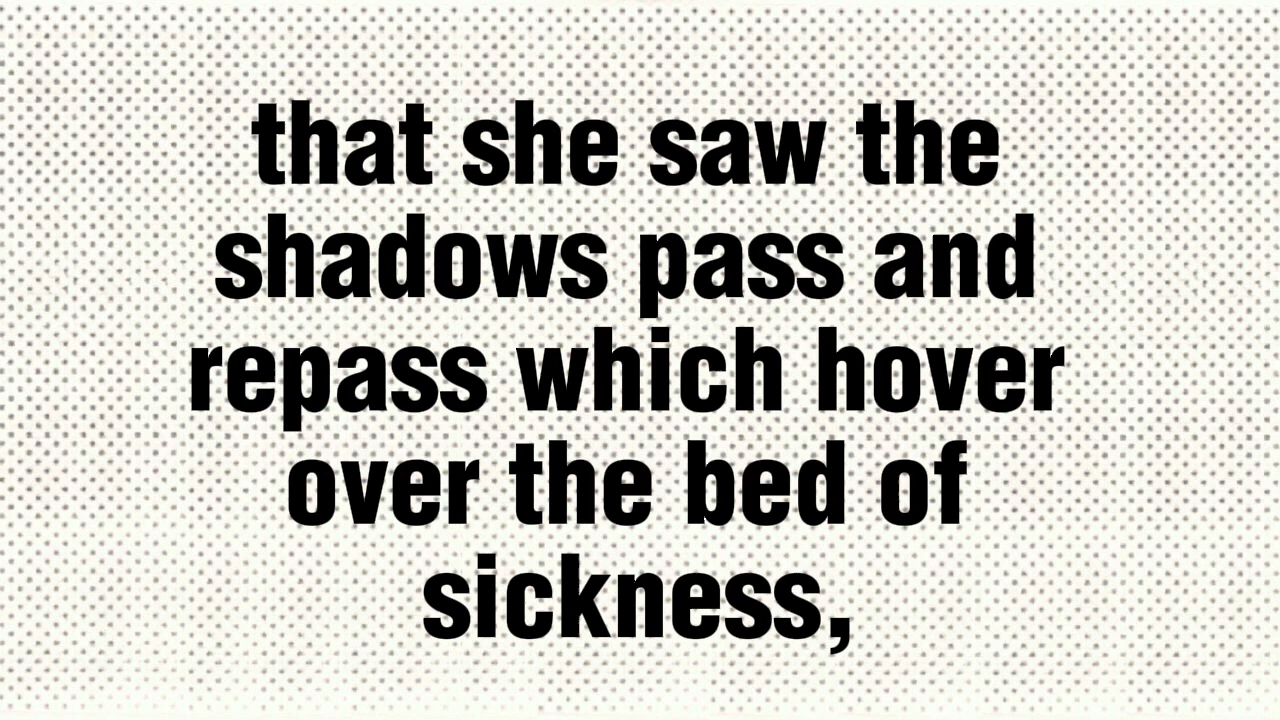 that she saw the
shadows pass and
repass which hover
over the bed of
sickness,